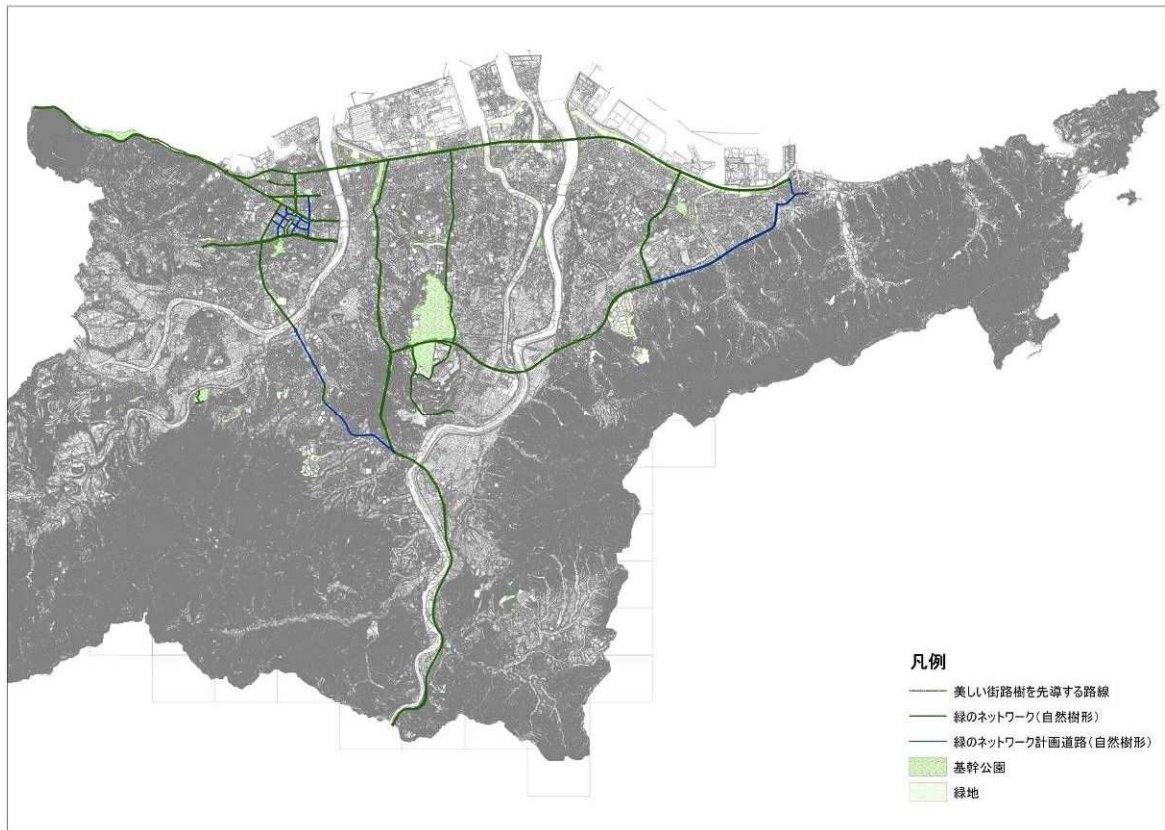 凡例
美しい街路樹を先導する路線
緑のネットワーク(自然樹形)
緑のネットワーク計画道路(自然樹形)
基幹公園
緑地